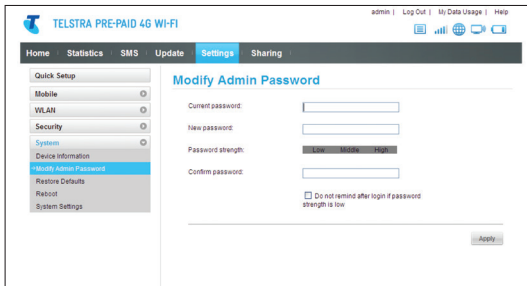 admin | Log Out | My Data Usage | Help
TELSTRA PRE-PAID 4G WI-FI
Home Statistics SMS Update Settings Sharing
Quick Setup
Mobile
WLAN
Security
System
Device Information
Modify Admin Password
Restore Defaults
Reboot
System Settings
Modify Admin Password
Current password:
New password:
Password strength: Low Middle High
Confirm password:
Do not remind after login if password
strength is low
Apply